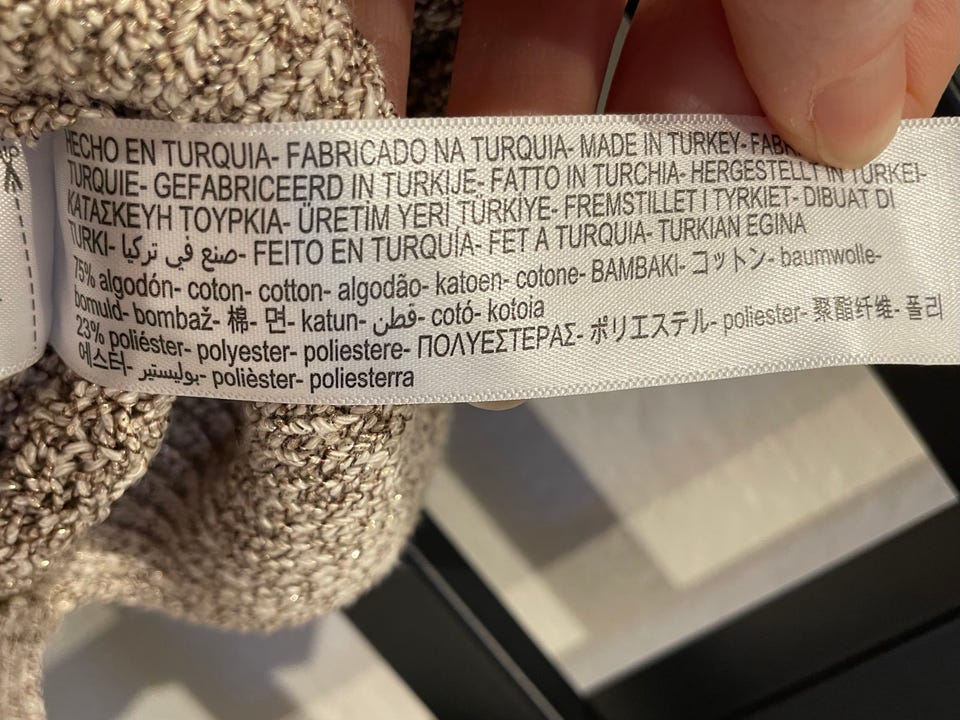 HECHO EN TURQUIA- FABRICADO NA TURQUIA- MADE IN TURKEY-
TURQUIE- GEFABRICEERD IN TURKIJE- FATTO IN TURCHIA- HERGESTELLT IN TURKEI-
ΚΑΤΑΣΚΕΥΗ ΤΟΥΡΚΙΑ- ÜRETİM YERİ TÜRKİYE- FREMSTILLET I TYRKIET- DIBUAT DI
TURKI- صنع في تركيا- FEITO EN TURQUÍA- FET A TURQUIA- TURKIAN EGINA
75% algodón- coton- cotton- algodão- katoen- cotone- ΒΑΜΒΑΚΙ- コットン- baumwolle-
bomuld- bombaž- 棉- 면- katun- قطن- cotó- kotoia
23% poliéster- polyester- poliestere- ΠΟΛΥΕΣΤΕΡΑΣ- ポリエステル- poliester- 聚酯纤维- 폴리
에스터- بوليستير- polièster- poliesterra